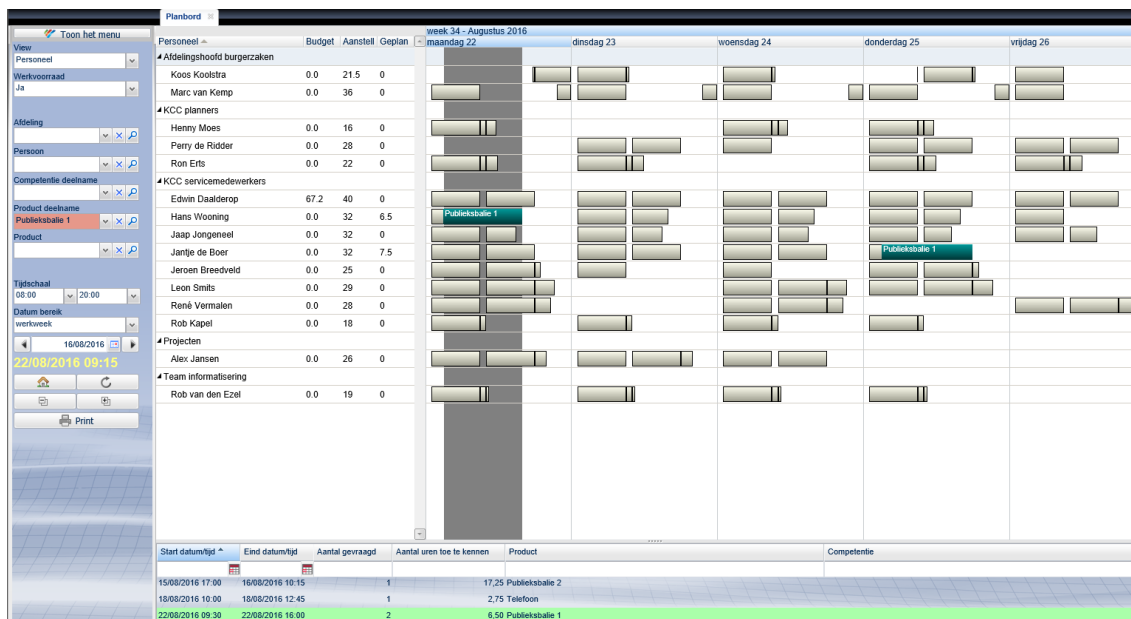 Planbord
Toon het menu
View
Personeel
Werkvoorraad
Ja
Afdeling
Persoon
Competentie deelname
Product deelname
Publieksbalie 1
Product
Tijdschaal
08:00 20:00
Datum bereik
werkweek
16/08/2016
22/08/2016 09:15
Print
week 34 - Augustus 2016
Personeel Budget Aanstell Geplan maandag 22 dinsdag 23 woensdag 24 donderdag 25 vrijdag 26
Afdelingshoofd burgerzaken
Koos Koolstra 0.0 21.5 0
Marc van Kemp 0.0 36 0
KCC planners
Henny Moes 0.0 16 0
Perry de Ridder 0.0 28 0
Ron Erts 0.0 22 0
KCC servicemedewerkers
Edwin Daalderop 67.2 40 0
Hans Wooning 0.0 32 6.5 Publieksbalie 1
Jaap Jongeneel 0.0 32 0
Jantje de Boer 0.0 32 7.5 Publieksbalie 1
Jeroen Breedveld 0.0 25 0
Leon Smits 0.0 29 0
René Vermalen 0.0 28 0
Rob Kapel 0.0 18 0
Projecten
Alex Jansen 0.0 26 0
Team informatisering
Rob van den Ezel 0.0 19 0
Start datum/tijd Eind datum/tijd Aantal gevraagd Aantal uren toe te kennen Product Competentie
15/08/2016 17:00 16/08/2016 10:15 1 17,25 Publieksbalie 2
18/08/2016 10:00 18/08/2016 12:45 1 2,75 Telefoon
22/08/2016 09:30 22/08/2016 16:00 2 6,50 Publieksbalie 1